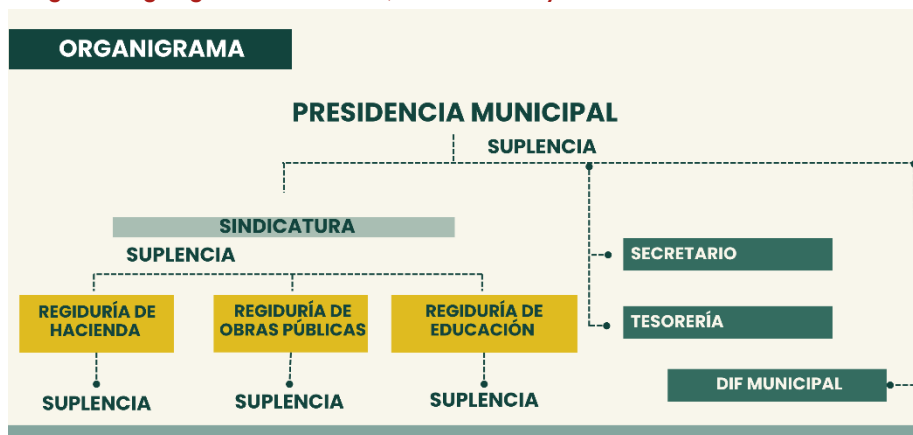 ORGANIGRAMA
PRESIDENCIA MUNICIPAL
SUPLENCIA
SINDICATURA
SUPLENCIA
SECRETARIO
REGIDURÍA DE
HACIENDA
REGIDURÍA DE
OBRAS PÚBLICAS
REGIDURÍA DE
EDUCACIÓN
TESORERÍA
DIF MUNICIPAL
SUPLENCIA
SUPLENCIA
SUPLENCIA